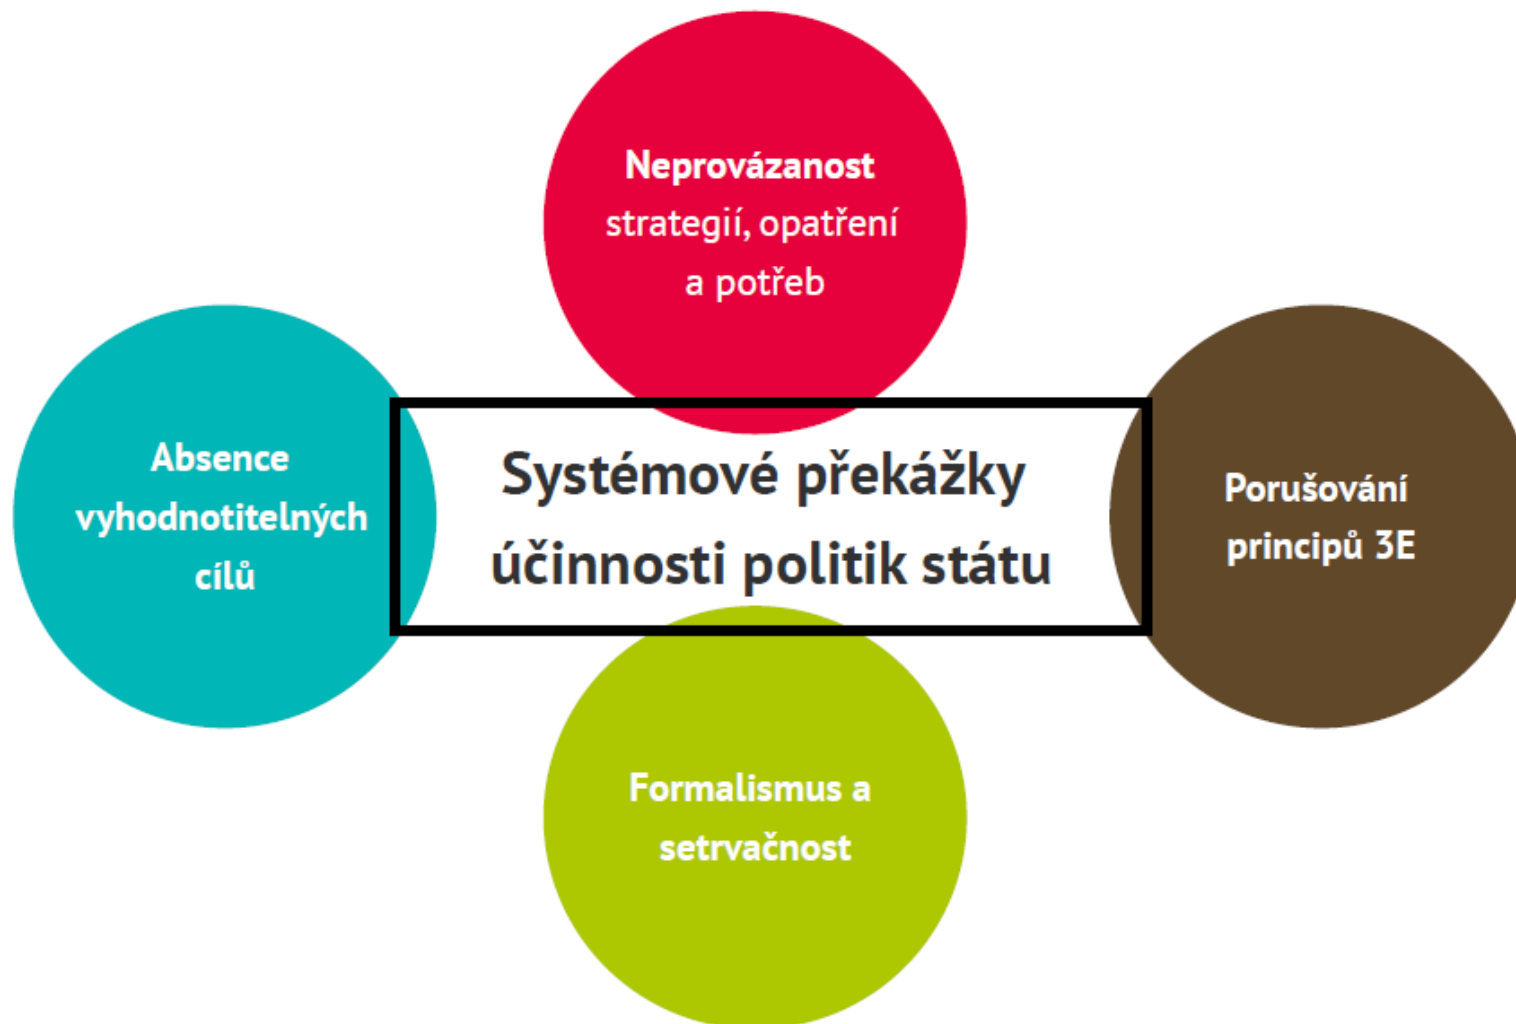 Neprovázanost
strategií, opatření
a potřeb
Absence
vyhodnotitelných
cílů
Systémové překážky
účinnosti politik státu
Porušování
principů 3E
Formalismus a
setrvačnost